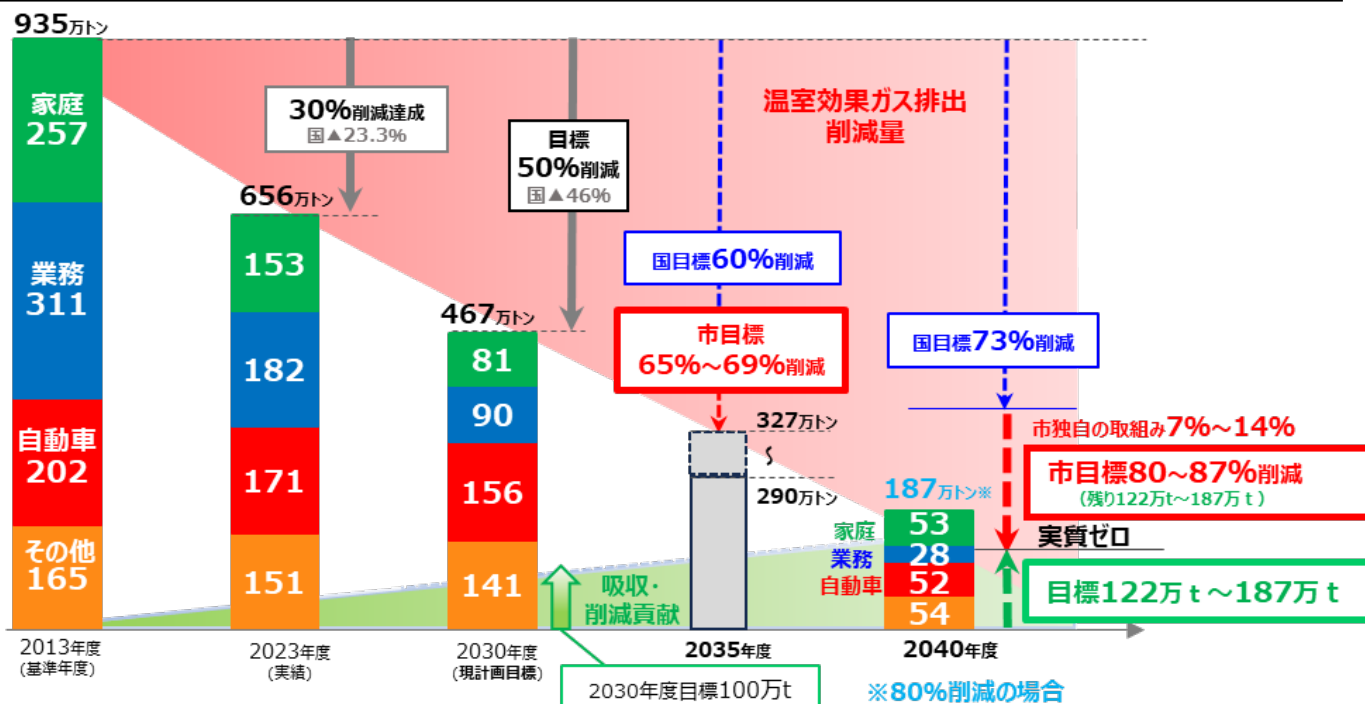 935万トン
家庭
257
業務
311
自動車
202
その他
165
2013年度
(基準年度)
30%削減達成
国▲23.3%
656万トン
153
182
171
151
2023年度
(実績)
目標
50%削減
国▲46%
467万トン
81
90
156
141
2030年度
(現計画目標)
吸収・
削減貢献
2030年度目標100万t
温室効果ガス排出
削減量
国目標60%削減
市目標
65%~69%削減
327万トン
~
290万トン
2035年度
国目標73%削減
市独自の取組み7%~14%
市目標80~87%削減
(残り122万t~187万t)
187万トン※
家庭 53
業務 28
自動車 52
54
実質ゼロ
目標122万t~187万t
2040年度
※80%削減の場合